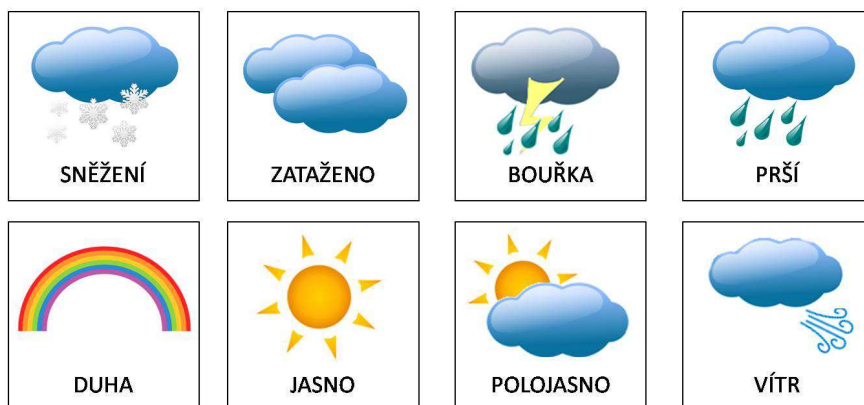 SNĚŽENÍ
ZATAŽENO
BOUŘKA
PRŠÍ
DUHA
JASNO
POLOJASNO
VÍTR